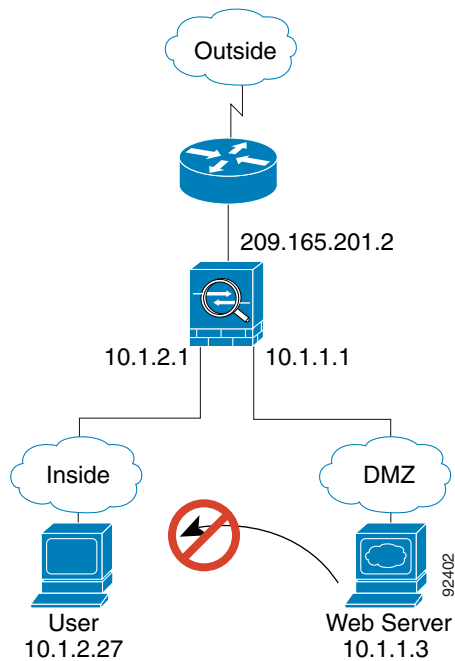 Outside
209.165.201.2
10.1.2.1
10.1.1.1
Inside
DMZ
92402
User
10.1.2.27
Web Server
10.1.1.3